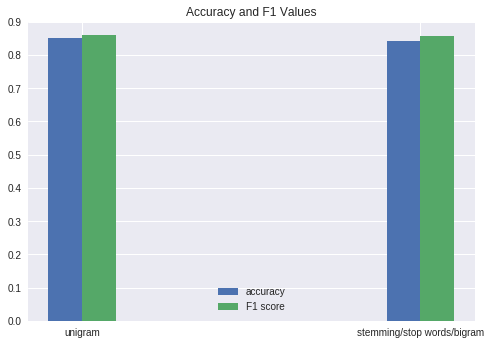 Accuracy and F1 Values
0.9
0.8
0.7
0.6
0.5
0.4
0.3
0.2
0.1
0.0
accuracy
F1 score
unigram
stemming/stop words/bigram